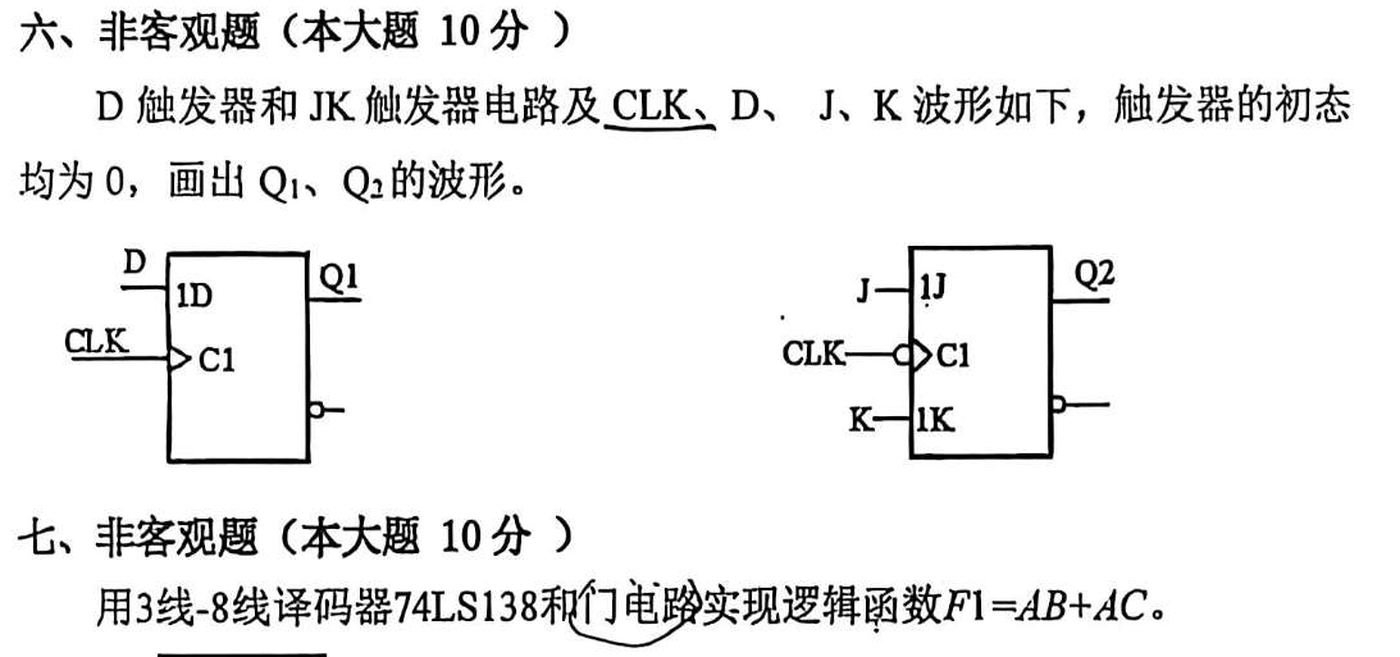 六、非客观题（本大题 10分 ）
D 触发器和 JK 触发器电路及 CLK、D、 J、K 波形如下，触发器的初态
均为 0，画出 Q₁、Q₂的波形。
D
1D
Q1
CLK
C1
J
1J
Q2
CLK
C1
K
1K
七、非客观题（本大题 10分 ）
用3线-8线译码器74LS138和门电路实现逻辑函数F1=AB+AC。